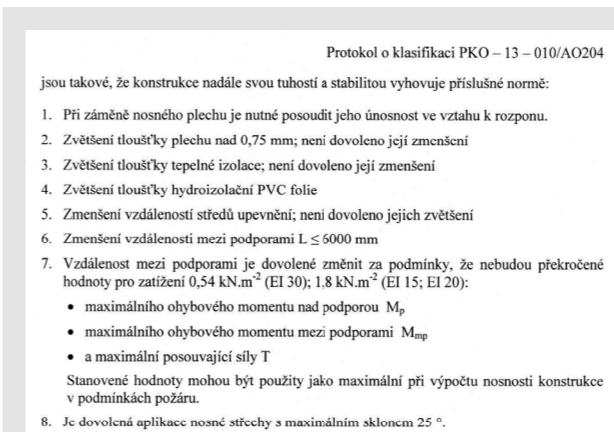 Protokol o klasifikaci PKO – 13 – 010/AO204
jsou takové, že konstrukce nadále svou tuhostí a stabilitou vyhovuje příslušné normě:
1. Při záměně nosného plechu je nutné posoudit jeho únosnost ve vztahu k rozponu.
2. Zvětšení tloušťky plechu nad 0,75 mm; není dovoleno její zmenšení
3. Zvětšení tloušťky tepelné izolace; není dovoleno její zmenšení
4. Zvětšení tloušťky hydroizolační PVC folie
5. Zmenšení vzdáleností středů upevnění; není dovoleno jejich zvětšení
6. Zmenšení vzdálenosti mezi podporami L ≤ 6000 mm
7. Vzdálenost mezi podporami je dovolené změnit za podmínky, že nebudou překročené
hodnoty pro zatížení 0,54 kN.m⁻² (EI 30); 1,8 kN.m⁻² (EI 15; EI 20):
• maximálního ohybového momentu nad podporou Mₚ
• maximálního ohybového momentu mezi podporami Mₘₚ
• a maximální posouvající síly T
Stanovené hodnoty mohou být použity jako maximální při výpočtu nosnosti konstrukce
v podmínkách požáru.
8. Je dovolená aplikace nosné střechy s maximálním sklonem 25 °.